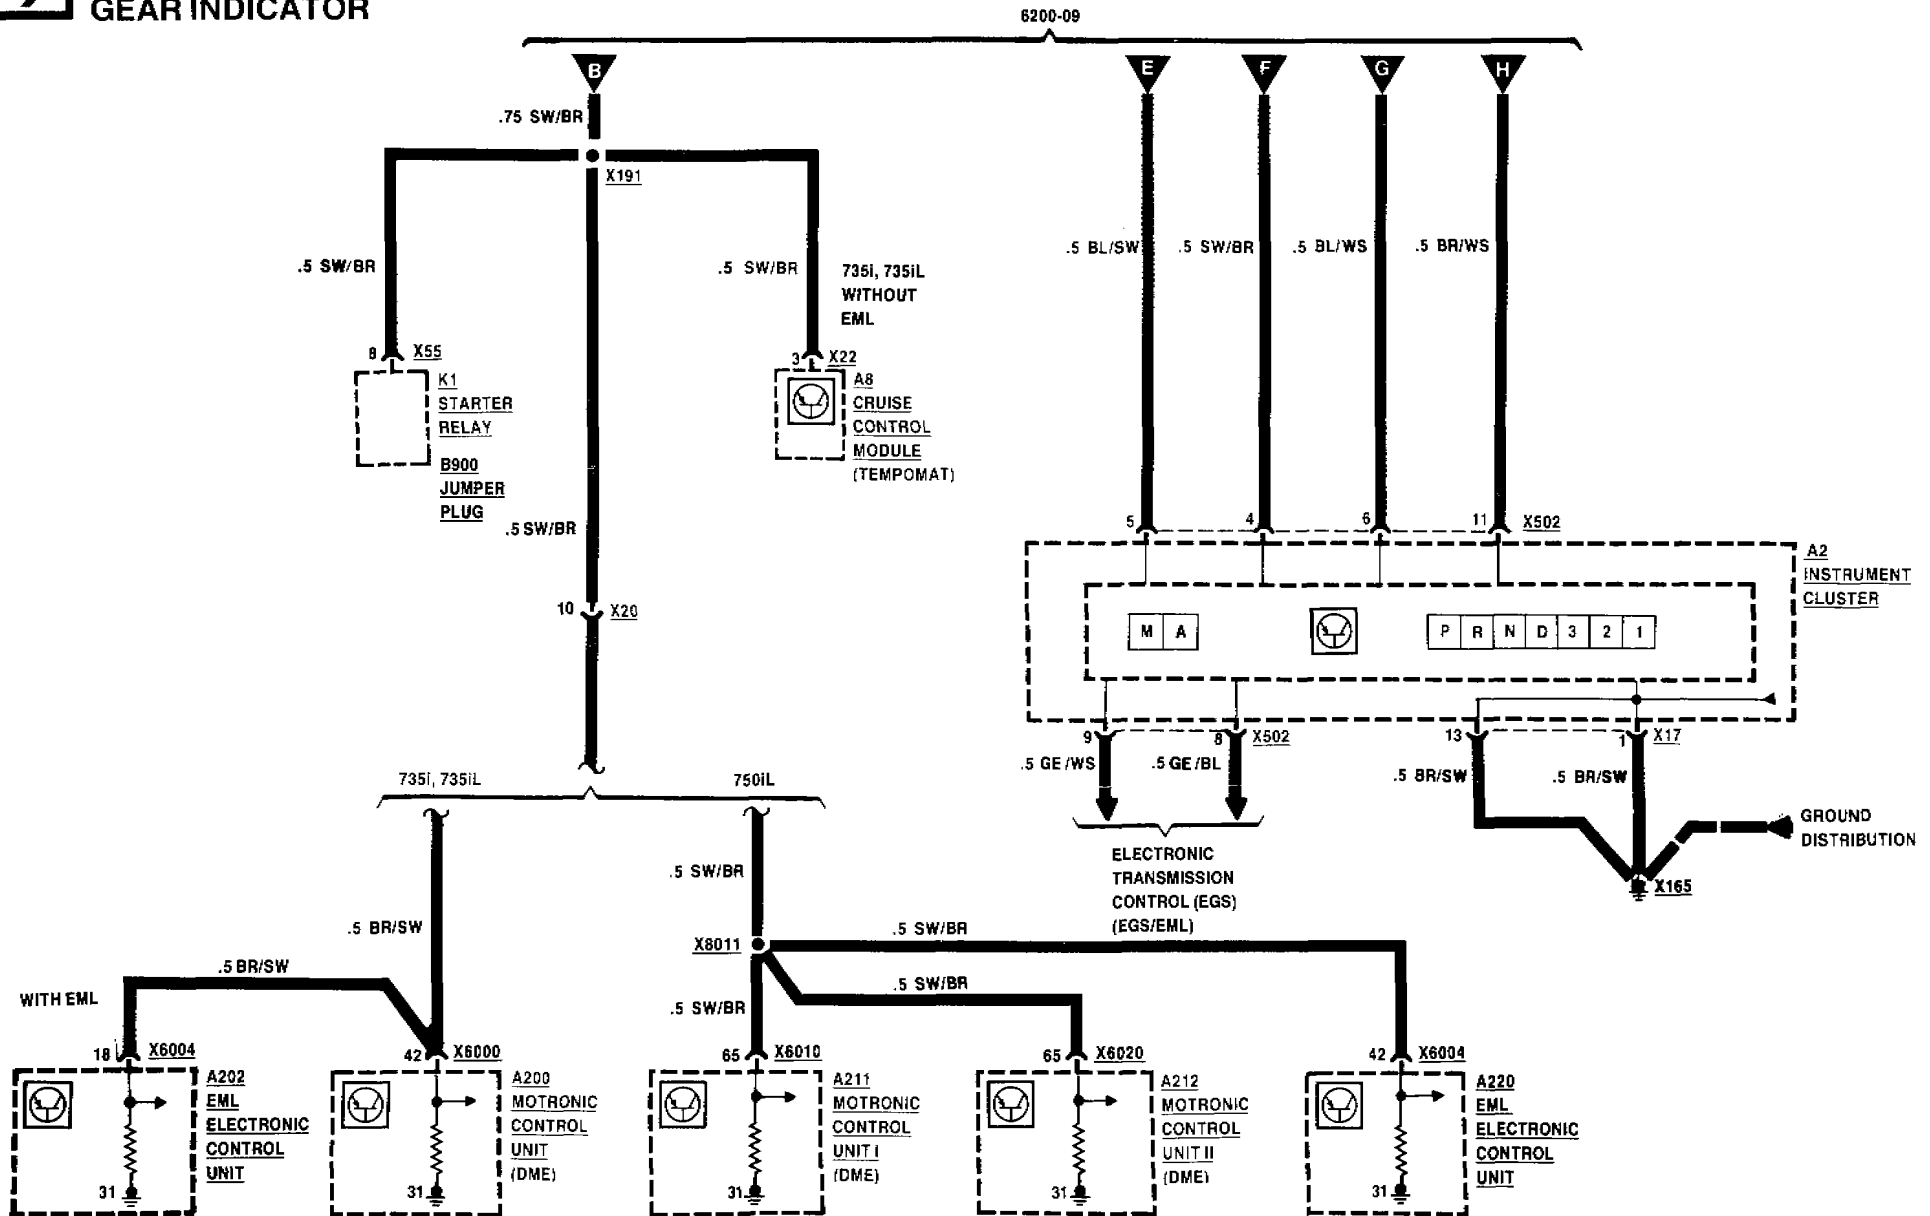 GEAR INDICATOR
6200-09
B
E
F
G
H
.75 SW/BR
X191
.5 SW/BR
.5 SW/BR
735i, 735iL
WITHOUT
EML
.5 BL/SW
.5 SW/BR
.5 BL/WS
.5 BR/WS
8
X55
K1
STARTER
RELAY
B900
JUMPER
PLUG
3
X22
A8
CRUISE
CONTROL
MODULE
(TEMPOMAT)
.5 SW/BR
10
X20
5
4
6
11
X502
A2
INSTRUMENT
CLUSTER
M A
P R N D 3 2 1
9
8
X502
13
1
X17
.5 GE/WS
.5 GE/BL
.5 BR/SW
.5 BR/SW
GROUND
DISTRIBUTION
X165
ELECTRONIC
TRANSMISSION
CONTROL (EGS)
(EGS/EML)
735i, 735iL
750iL
.5 SW/BR
.5 BR/SW
X8011
.5 SW/BR
.5 BR/SW
WITH EML
.5 SW/BR
.5 SW/BR
18
X6004
42
X6000
65
X6010
65
X6020
42
X6004
A202
EML
ELECTRONIC
CONTROL
UNIT
31
A200
MOTRONIC
CONTROL
UNIT
(DME)
31
A211
MOTRONIC
CONTROL
UNIT I
(DME)
31
A212
MOTRONIC
CONTROL
UNIT II
(DME)
31
A220
EML
ELECTRONIC
CONTROL
UNIT
31